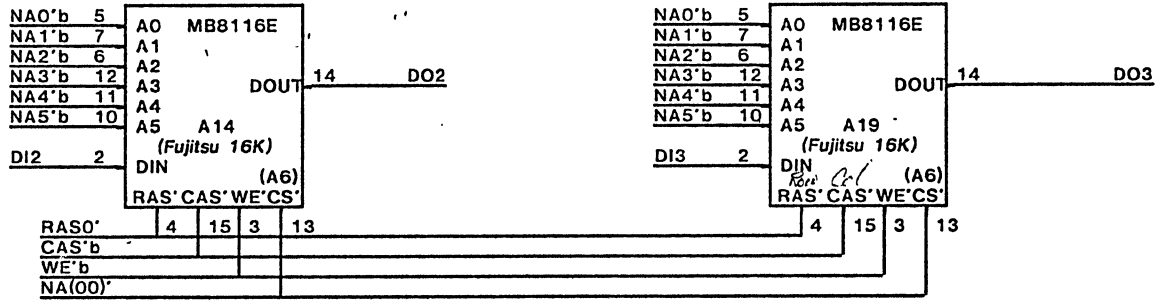 NA0'b 5 A0 MB8116E
NA1'b 7 A1
NA2'b 6 A2
NA3'b 12 A3 DOUT 14 DO2
NA4'b 11 A4
NA5'b 10 A5 A14
(Fujitsu 16K)
DI2 2 DIN
(A6)
RAS' CAS' WE' CS'
4 15 3 13
NA0'b 5 A0 MB8116E
NA1'b 7 A1
NA2'b 6 A2
NA3'b 12 A3 DOUT 14 DO3
NA4'b 11 A4
NA5'b 10 A5 A19
(Fujitsu 16K)
DI3 2 DIN
(A6)
Row Col
RAS' CAS' WE' CS'
4 15 3 13
RAS0'
CAS'b
WE'b
NA(00)'